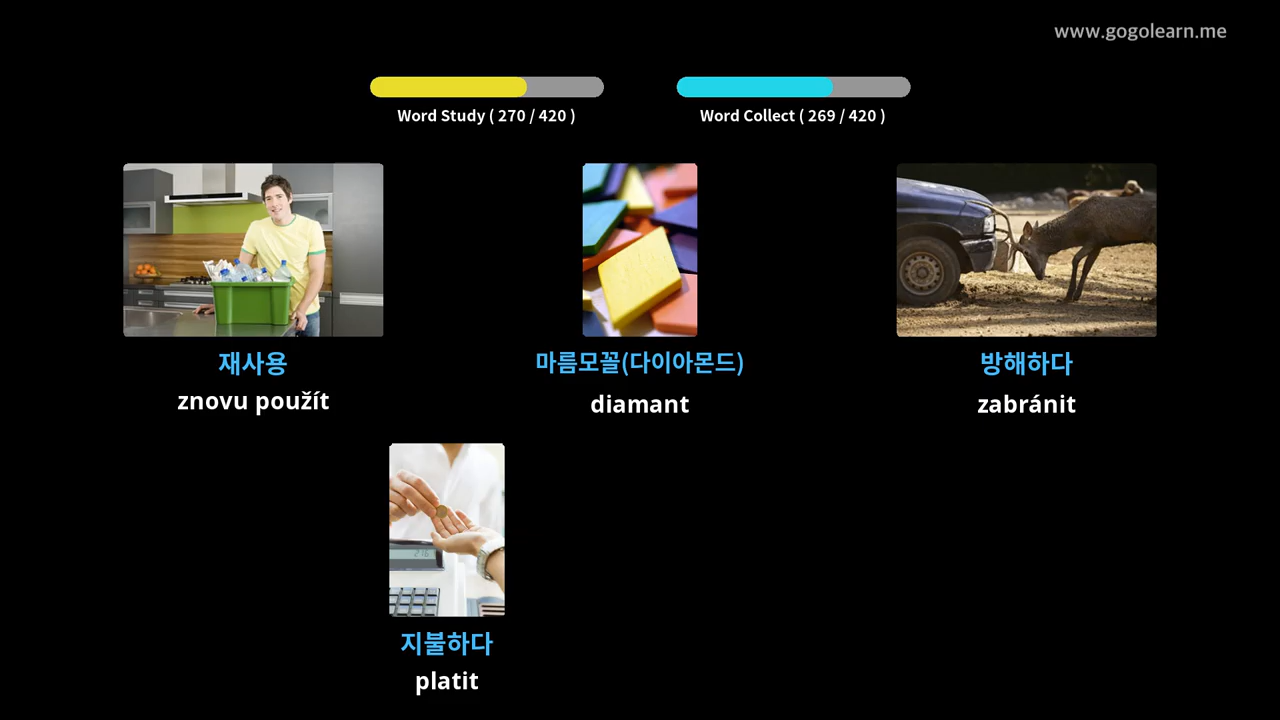 www.gogolearn.me
Word Study ( 270 / 420 )
Word Collect ( 269 / 420 )
재사용
znovu použít
마름모꼴(다이아몬드)
diamant
방해하다
zabránit
지불하다
platit